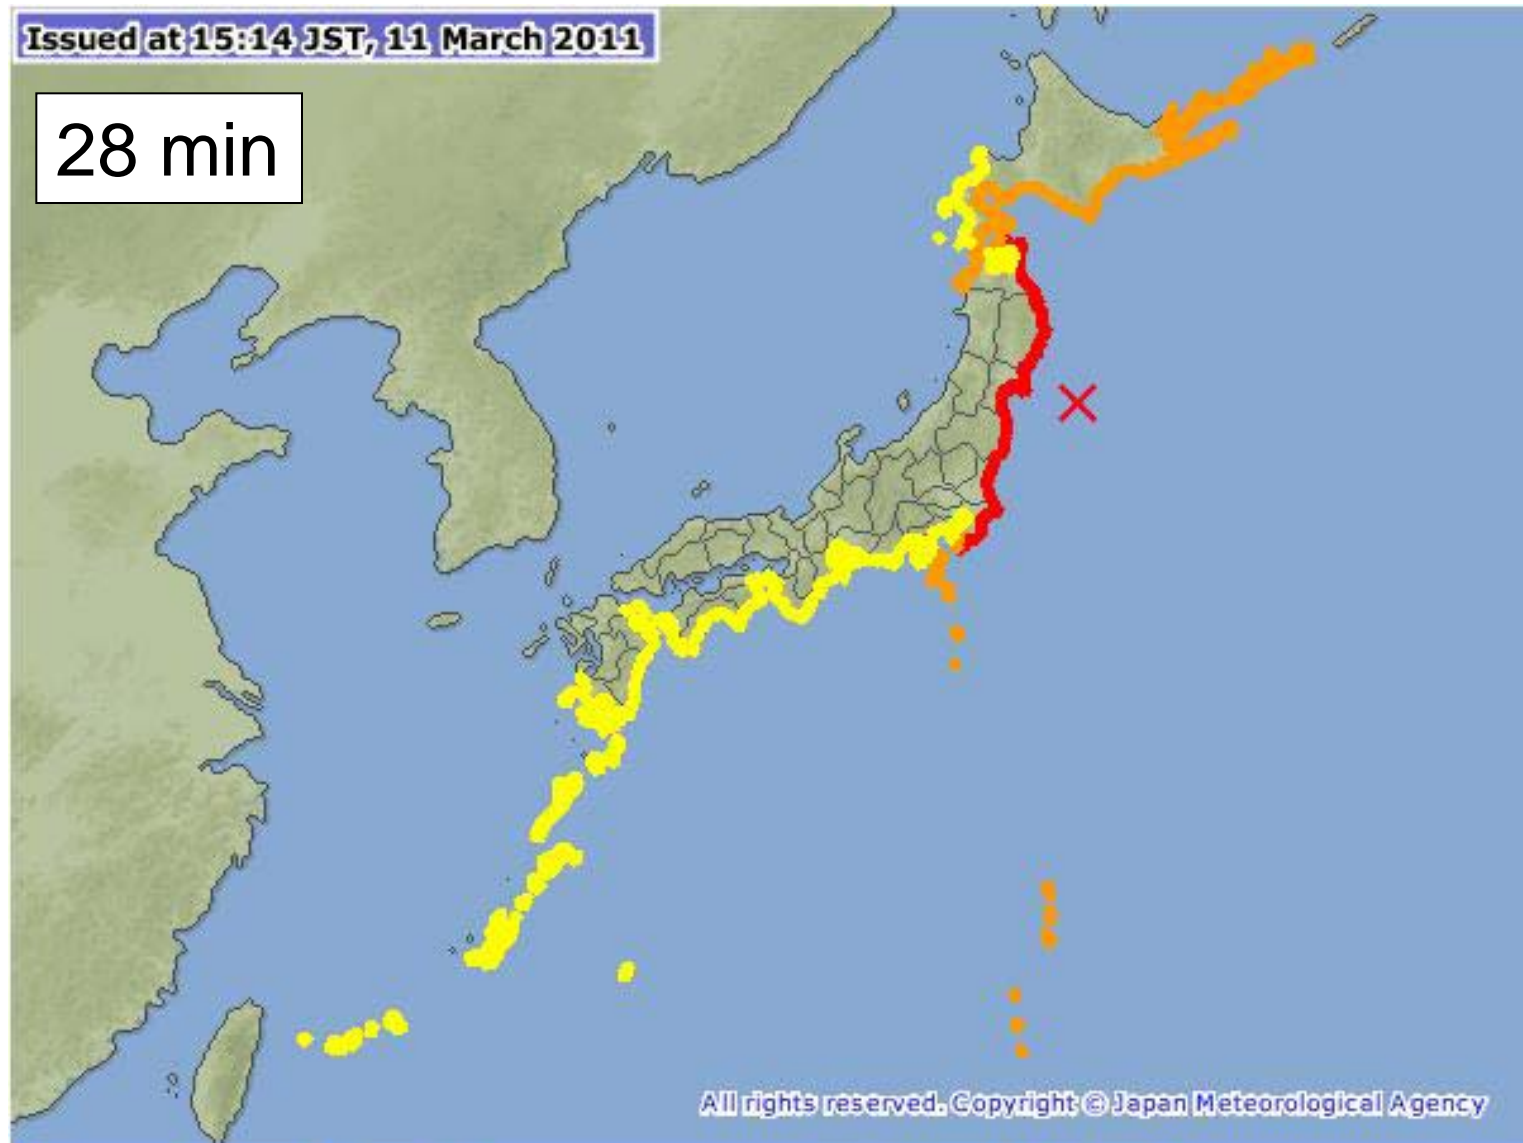 Issued at 15:14 JST, 11 March 2011
28 min
All rights reserved. Copyright © Japan Meteorological Agency